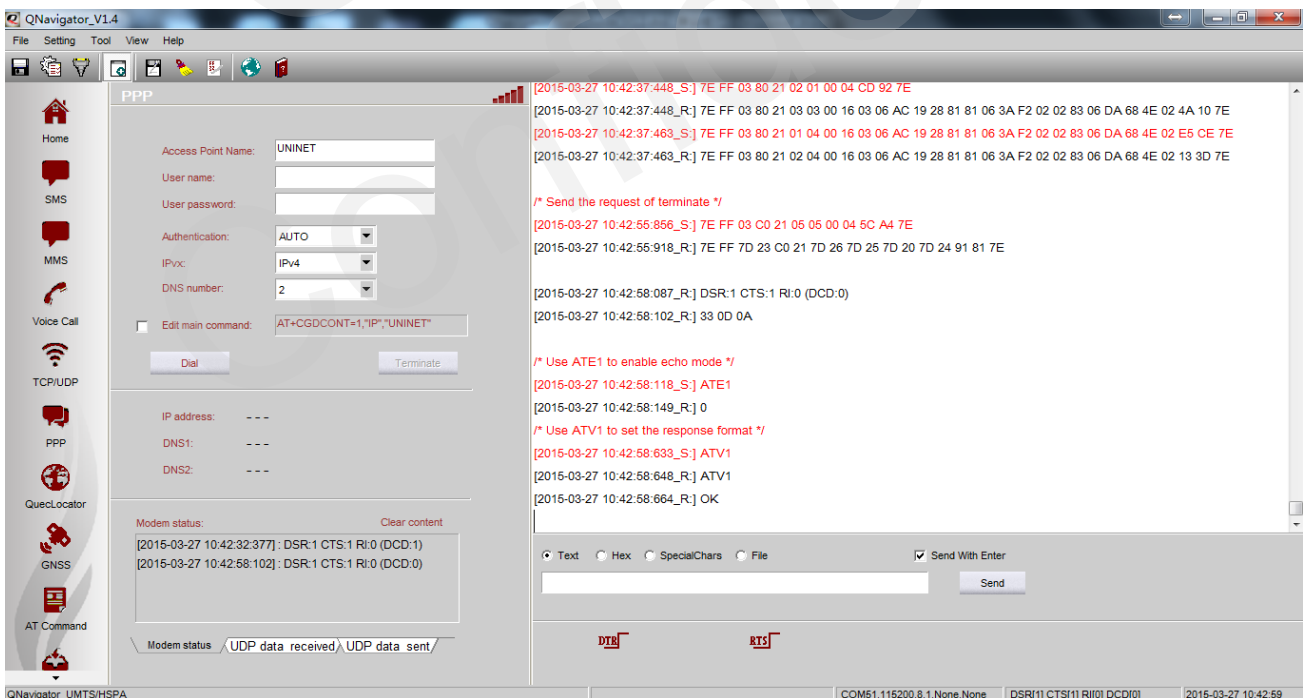 QNavigator_V1.4
File Setting Tool View Help
PPP
Home
SMS
MMS
Voice Call
TCP/UDP
PPP
QuecLocator
GNSS
AT Command
Access Point Name: UNINET
User name:
User password:
Authentication: AUTO
IPvx: IPv4
DNS number: 2
Edit main command: AT+CGDCONT=1,"IP","UNINET"
Dial Terminate
IP address: - - -
DNS1: - - -
DNS2: - - -
Modem status: Clear content
[2015-03-27 10:42:32:377] : DSR:1 CTS:1 RI:0 (DCD:1)
[2015-03-27 10:42:58:102] : DSR:1 CTS:1 RI:0 (DCD:0)
Modem status UDP data received UDP data sent
[2015-03-27 10:42:37:448_S:] 7E FF 03 80 21 02 01 00 04 CD 92 7E
[2015-03-27 10:42:37:448_R:] 7E FF 03 80 21 03 03 00 16 03 06 AC 19 28 81 81 06 3A F2 02 02 83 06 DA 68 4E 02 4A 10 7E
[2015-03-27 10:42:37:463_S:] 7E FF 03 80 21 01 04 00 16 03 06 AC 19 28 81 81 06 3A F2 02 02 83 06 DA 68 4E 02 E5 CE 7E
[2015-03-27 10:42:37:463_R:] 7E FF 03 80 21 02 04 00 16 03 06 AC 19 28 81 81 06 3A F2 02 02 83 06 DA 68 4E 02 13 3D 7E
/* Send the request of terminate */
[2015-03-27 10:42:55:856_S:] 7E FF 03 C0 21 05 05 00 04 5C A4 7E
[2015-03-27 10:42:55:918_R:] 7E FF 7D 23 C0 21 7D 26 7D 25 7D 20 7D 24 91 81 7E
[2015-03-27 10:42:58:087_R:] DSR:1 CTS:1 RI:0 (DCD:0)
[2015-03-27 10:42:58:102_R:] 33 0D 0A
/* Use ATE1 to enable echo mode */
[2015-03-27 10:42:58:118_S:] ATE1
[2015-03-27 10:42:58:149_R:] 0
/* Use ATV1 to set the response format */
[2015-03-27 10:42:58:633_S:] ATV1
[2015-03-27 10:42:58:648_R:] ATV1
[2015-03-27 10:42:58:664_R:] OK
Text Hex SpecialChars File Send With Enter
Send
DTR RTS
QNavigator_UMTS/HSPA COM51,115200,8,1,None,None DSR[1] CTS[1] RI[0] DCD[0] 2015-03-27 10:42:59